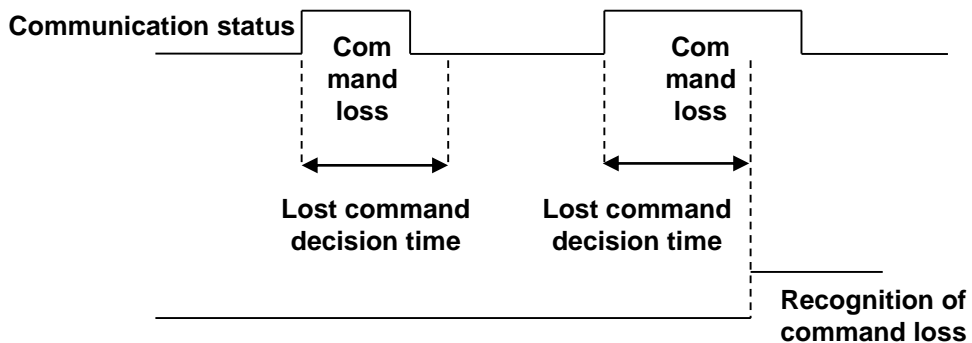 Communication status
Com
mand
loss
Com
mand
loss
Lost command
decision time
Lost command
decision time
Recognition of
command loss